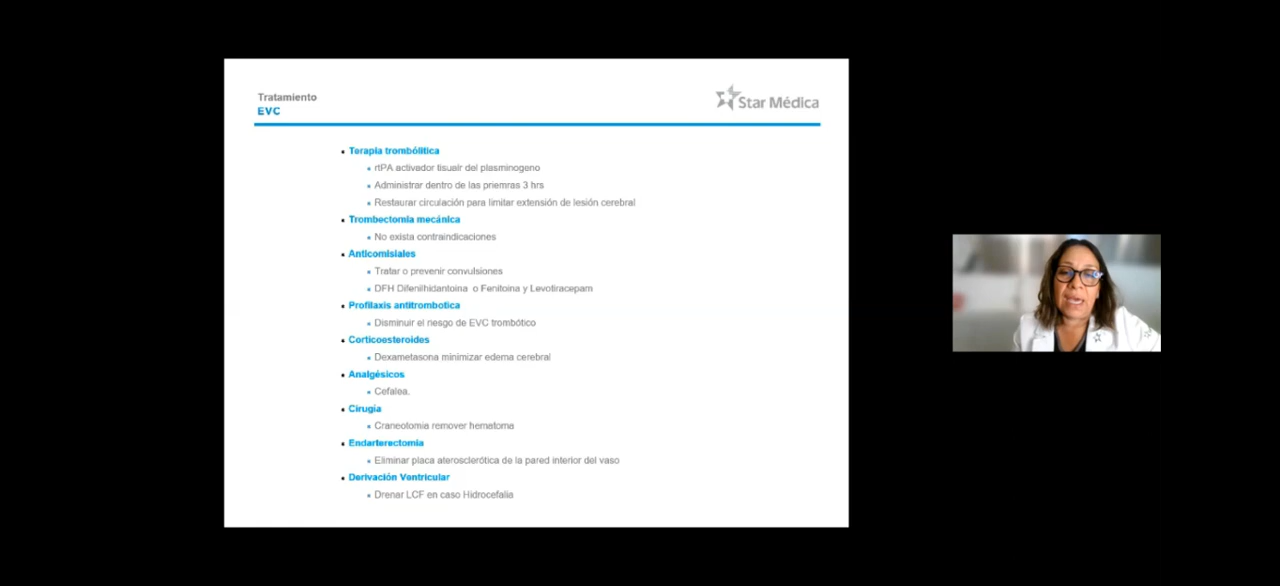 Tratamiento
EVC
Star Médica
Terapia trombólitica
rtPA activador tisualr del plasminogeno
Administrar dentro de las priemras 3 hrs
Restaurar circulación para limitar extensión de lesión cerebral
Trombectomia mecánica
No exista contraindicaciones
Anticomisiales
Tratar o prevenir convulsiones
DFH Difenilhidantoina o Fenitoina y Levotiracepam
Profilaxis antitrombotica
Disminuir el riesgo de EVC trombótico
Corticoesteroides
Dexametasona minimizar edema cerebral
Analgésicos
Cefalea.
Cirugía
Craneotomia remover hematoma
Endarterectomia
Eliminar placa aterosclerótica de la pared interior del vaso
Derivación Ventricular
Drenar LCF en caso Hidrocefalia